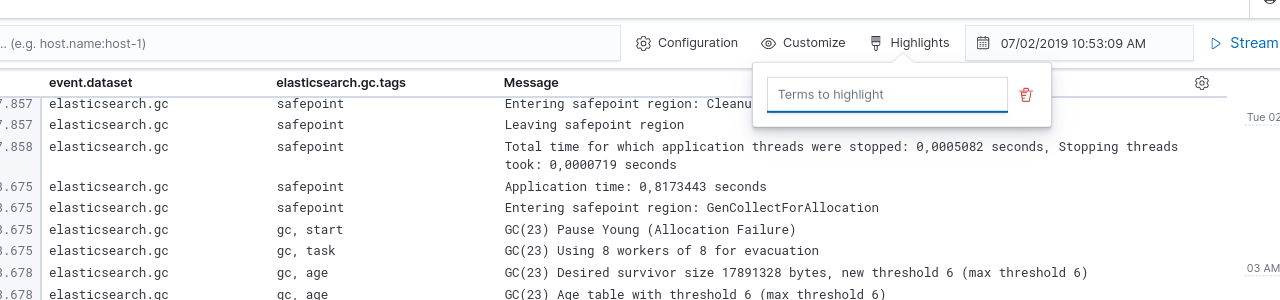 ... (e.g. host.name:host-1)
Configuration
Customize
Highlights
07/02/2019 10:53:09 AM
Stream
event.dataset elasticsearch.gc.tags Message
Terms to highlight
7.857 elasticsearch.gc safepoint Entering safepoint region: Cleanu
7.857 elasticsearch.gc safepoint Leaving safepoint region
Tue 02
7.858 elasticsearch.gc safepoint Total time for which application threads were stopped: 0,0005082 seconds, Stopping threads
took: 0,0000719 seconds
3.675 elasticsearch.gc safepoint Application time: 0,8173443 seconds
3.675 elasticsearch.gc safepoint Entering safepoint region: GenCollectForAllocation
3.675 elasticsearch.gc gc, start GC(23) Pause Young (Allocation Failure)
3.675 elasticsearch.gc gc, task GC(23) Using 8 workers of 8 for evacuation
3.678 elasticsearch.gc gc, age GC(23) Desired survivor size 17891328 bytes, new threshold 6 (max threshold 6)
03 AM
3.678 elasticsearch.gc gc, age GC(23) Age table with threshold 6 (max threshold 6)